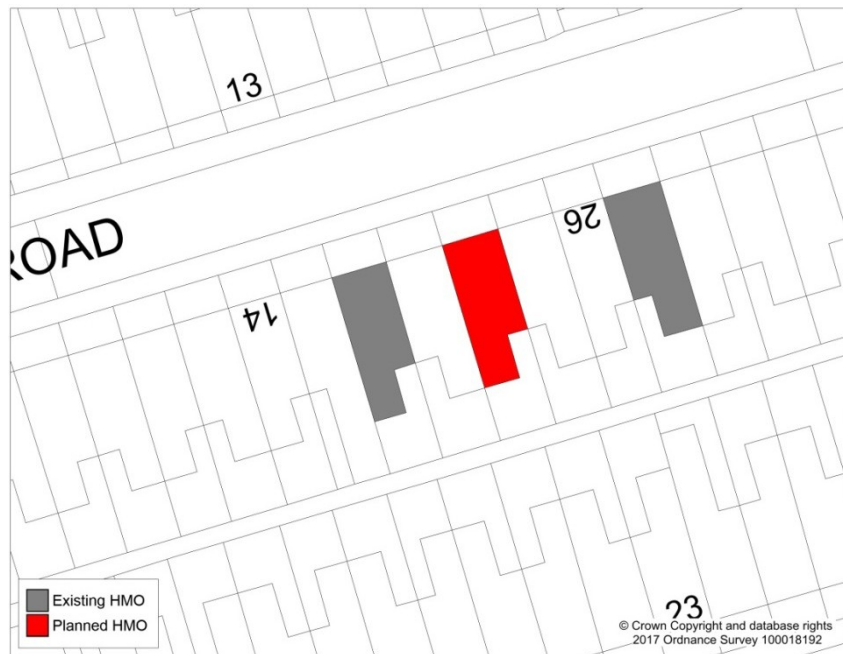 13
ROAD
26
14
23
Existing HMO
Planned HMO
© Crown Copyright and database rights
2017 Ordnance Survey 100018192